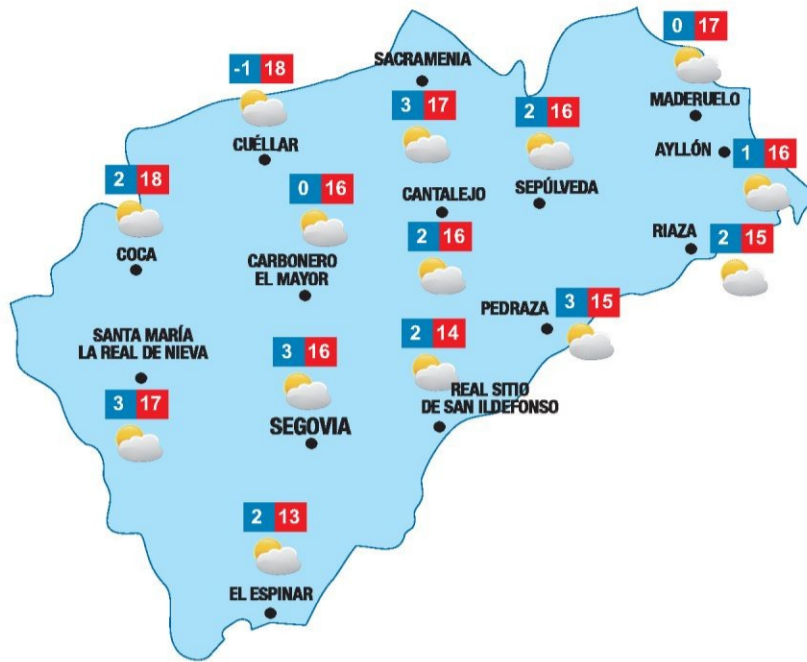 0 17
MADERUELO
SACRAMENIA
-1 18
CUÉLLAR
3 17
2 16
SEPÚLVEDA
AYLLÓN
1 16
2 18
COCA
0 16
CARBONERO
EL MAYOR
CANTALEJO
2 16
RIAZA
2 15
PEDRAZA
3 15
SANTA MARÍA
LA REAL DE NIEVA
3 17
3 16
SEGOVIA
2 14
REAL SITIO
DE SAN ILDEFONSO
2 13
EL ESPINAR